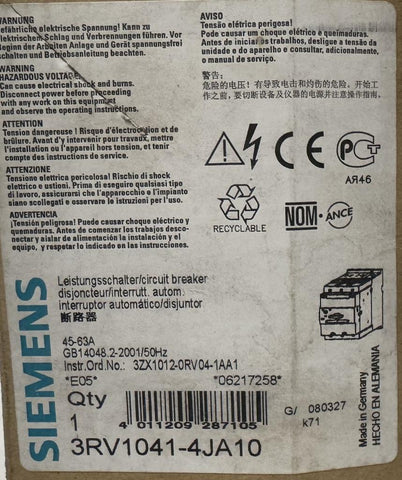 WARNUNG
Gefährliche elektrische Spannung! Kann zu
elektrischem Schlag und Verbrennungen führen. Vor
Beginn der Arbeiten Anlage und Gerät spannungsfrei
schalten und Betriebsanleitung beachten.
WARNING
HAZARDOUS VOLTAGE
Can cause electrical shock and burns.
Disconnect power before proceeding
with any work on this equipment
and observe the operating instructions.
ATTENTION
Tension dangereuse ! Risque d'électrocution et de
brûlure. Avant d'y intervenir pour travaux, mettre
l'installation ou l'appareil hors tension, et tenir
compte des instructions de service.
ATTENZIONE
Tensione elettrica pericolosa! Rischio di shock
elettrico e ustioni. Prima di eseguire qualsiasi tipo
di lavoro, assicurarsi che l'apparecchio o l'impianto
siano scollegati e osservare le istruzioni per l'uso.
ADVERTENCIA
¡Tensión peligrosa! Puede causar choque eléctrico y
quemaduras. Antes de comenzar los trabajos desco-
nectar y aislar de alimentación la instalación o el
equipo, y respetar lo indicado en las instrucciones.
AVISO
Tensão elétrica perigosa!
Pode causar um choque elétrico e queimaduras.
Antes de iniciar os trabalhos, desligue a tensão da
unidade e do aparelho e consultar, adicionalmente,
o manual de operação.
警告:
危险的电压!有导致电击和灼伤的危险。开始工
作之前,要切断设备及仪器的电源并注意操作说明。
CE
АЯ46
RECYCLABLE
NOM-ANCE
SIEMENS
Leistungsschalter/circuit breaker
disjoncteur/interrutt. autom.
interruptor automático/disjuntor
断路器
45-63A
GB14048.2-2001/50Hz
Instr.Ord.No.: 3ZX1012-0RV04-1AA1
*E05* *06217258*
Qty
1
4 011209 287105
3RV1041-4JA10
G/ 080327
k71
Made in Germany
HECHO EN ALEMANIA